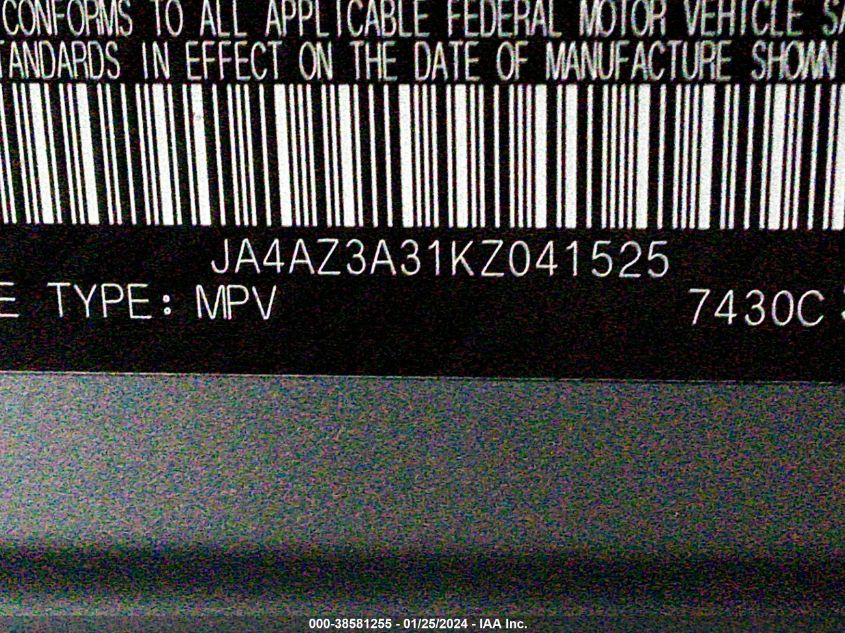 CONFORMS TO ALL APPLICABLE FEDERAL MOTOR VEHICLE
STANDARDS IN EFFECT ON THE DATE OF MANUFACTURE SHOWN
JA4AZ3A31KZ041525
E TYPE: MPV 7430C
000-38581255 - 01/25/2024 - IAA Inc.